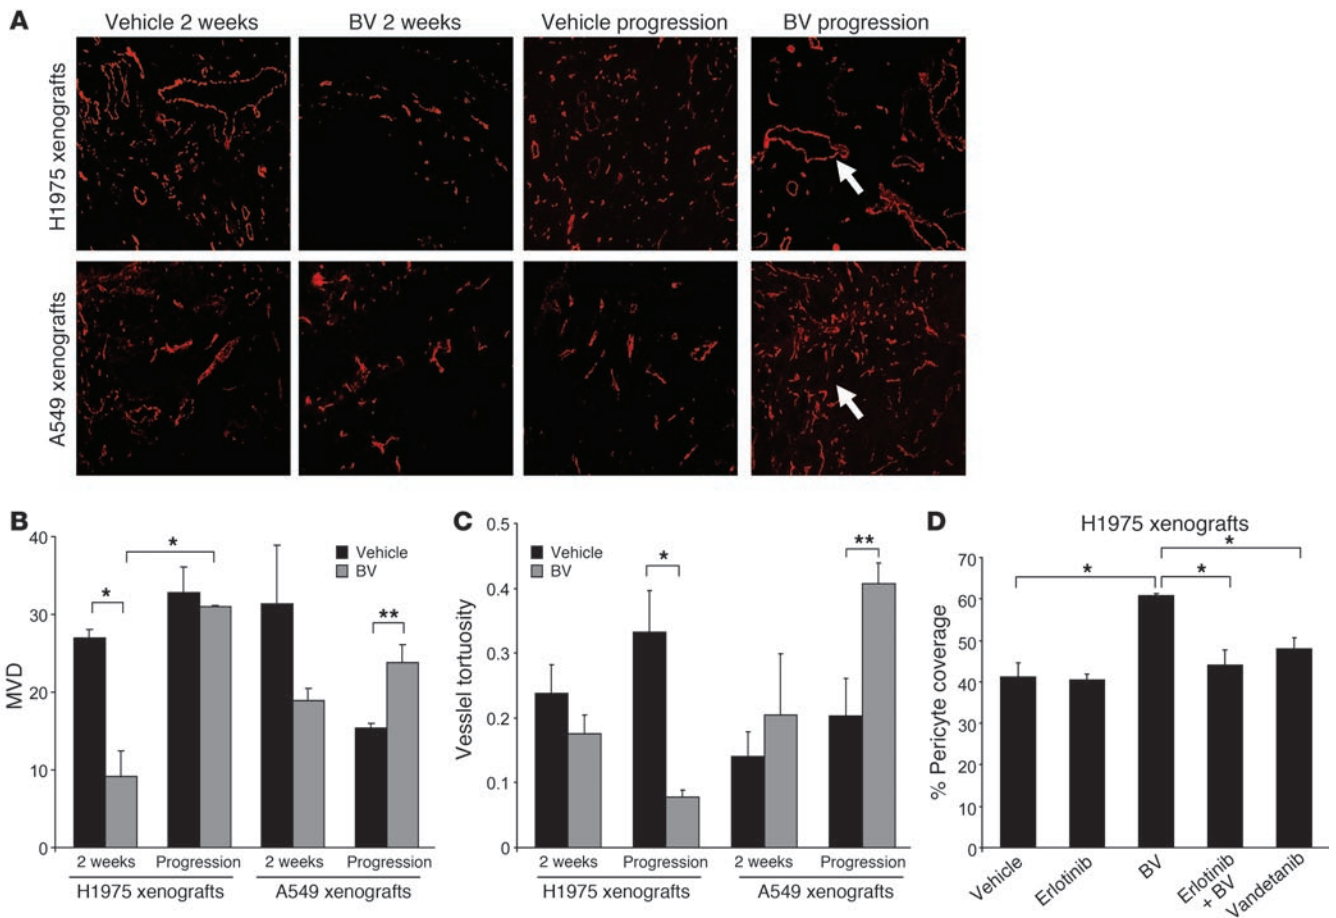 A
Vehicle 2 weeks
BV 2 weeks
Vehicle progression
BV progression
H1975 xenografts
A549 xenografts
B
40
30
20
10
0
MVD
*
*
**
Vehicle
BV
2 weeks
Progression
2 weeks
Progression
H1975 xenografts
A549 xenografts
C
0.5
0.4
0.3
0.2
0.1
0
Vesslel tortuosity
Vehicle
BV
*
**
2 weeks
Progression
2 weeks
Progression
H1975 xenografts
A549 xenografts
D
H1975 xenografts
70
60
50
40
40
30
20
10
0
% Pericyte coverage
*
*
*
Vehicle
Erlotinib
BV
Erlotinib
+ BV
Vandetanib